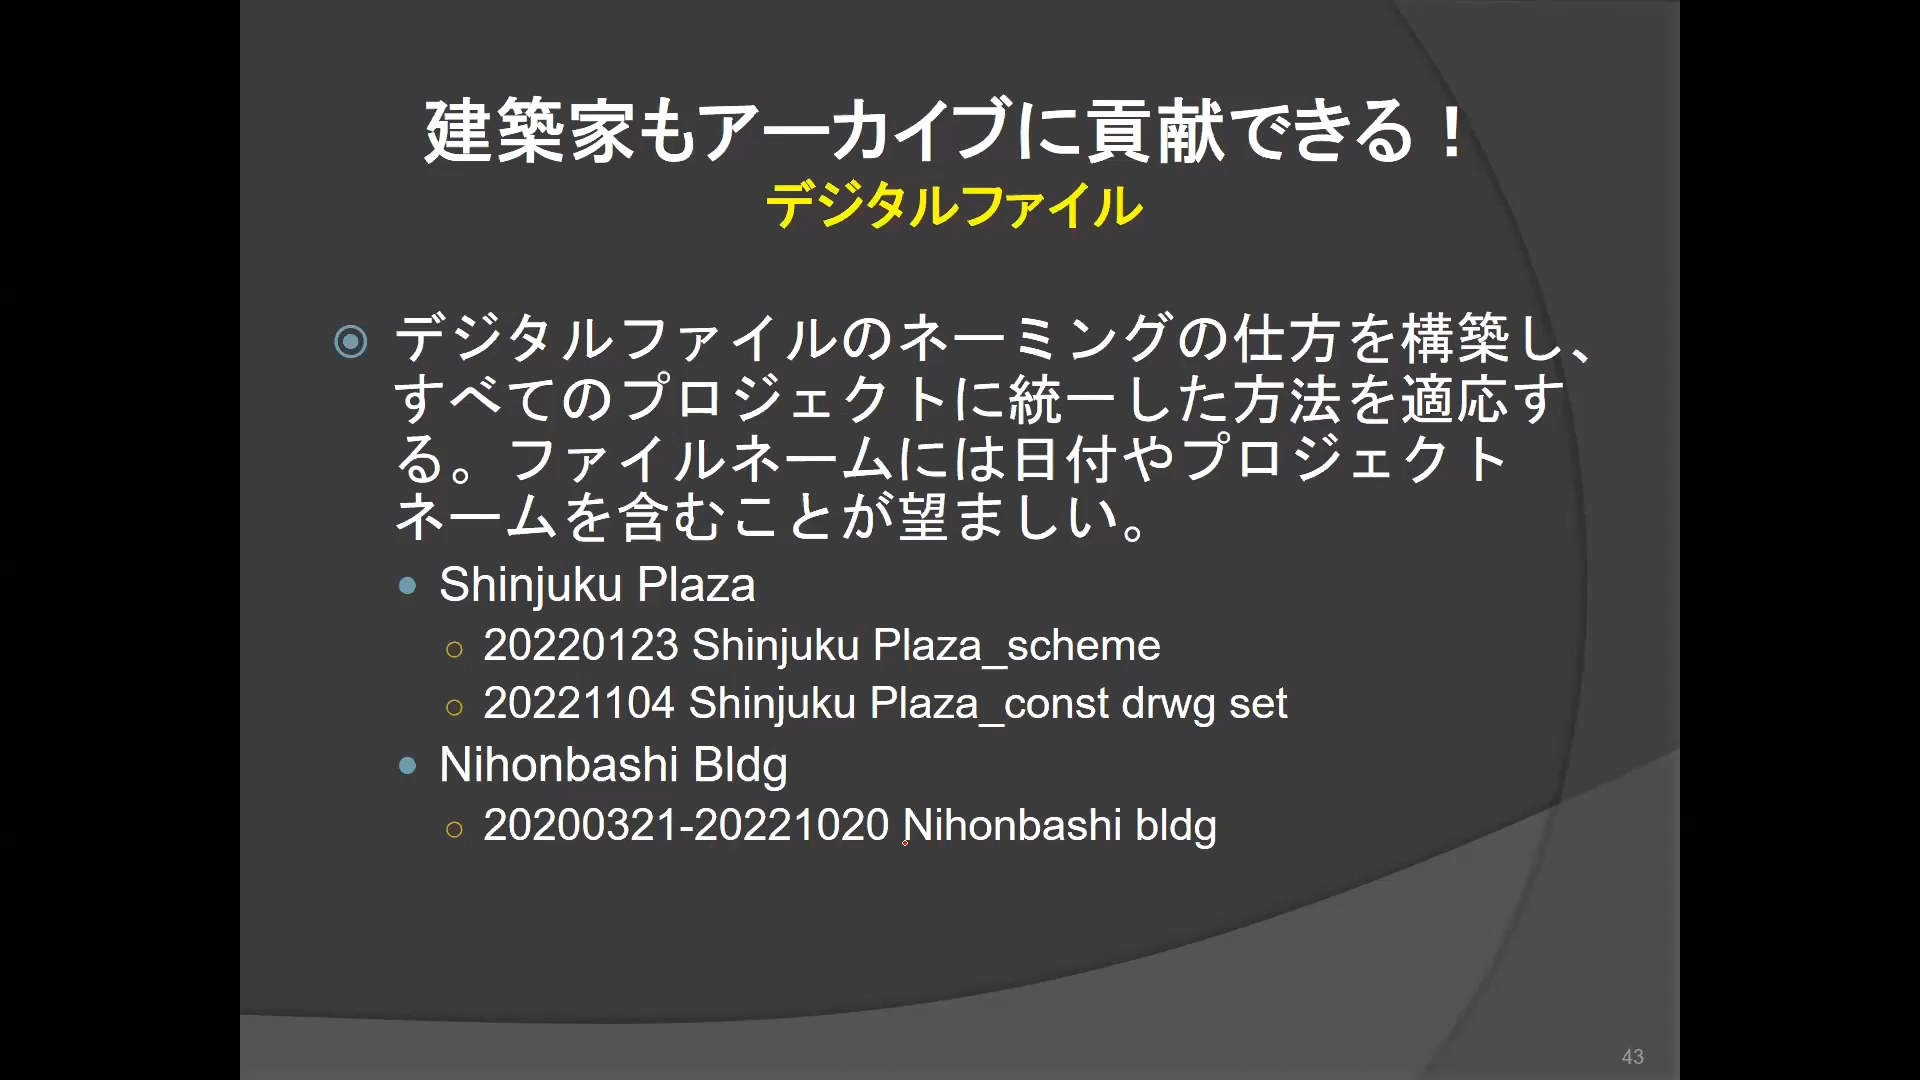 建築家もアーカイブに貢献できる！
デジタルファイル
デジタルファイルのネーミングの仕方を構築し、
すべてのプロジェクトに統一した方法を適応す
る。ファイルネームには日付やプロジェクト
ネームを含むことが望ましい。
Shinjuku Plaza
20220123 Shinjuku Plaza_scheme
20221104 Shinjuku Plaza_const drwg set
Nihonbashi Bldg
20200321-20221020 Nihonbashi bldg
43